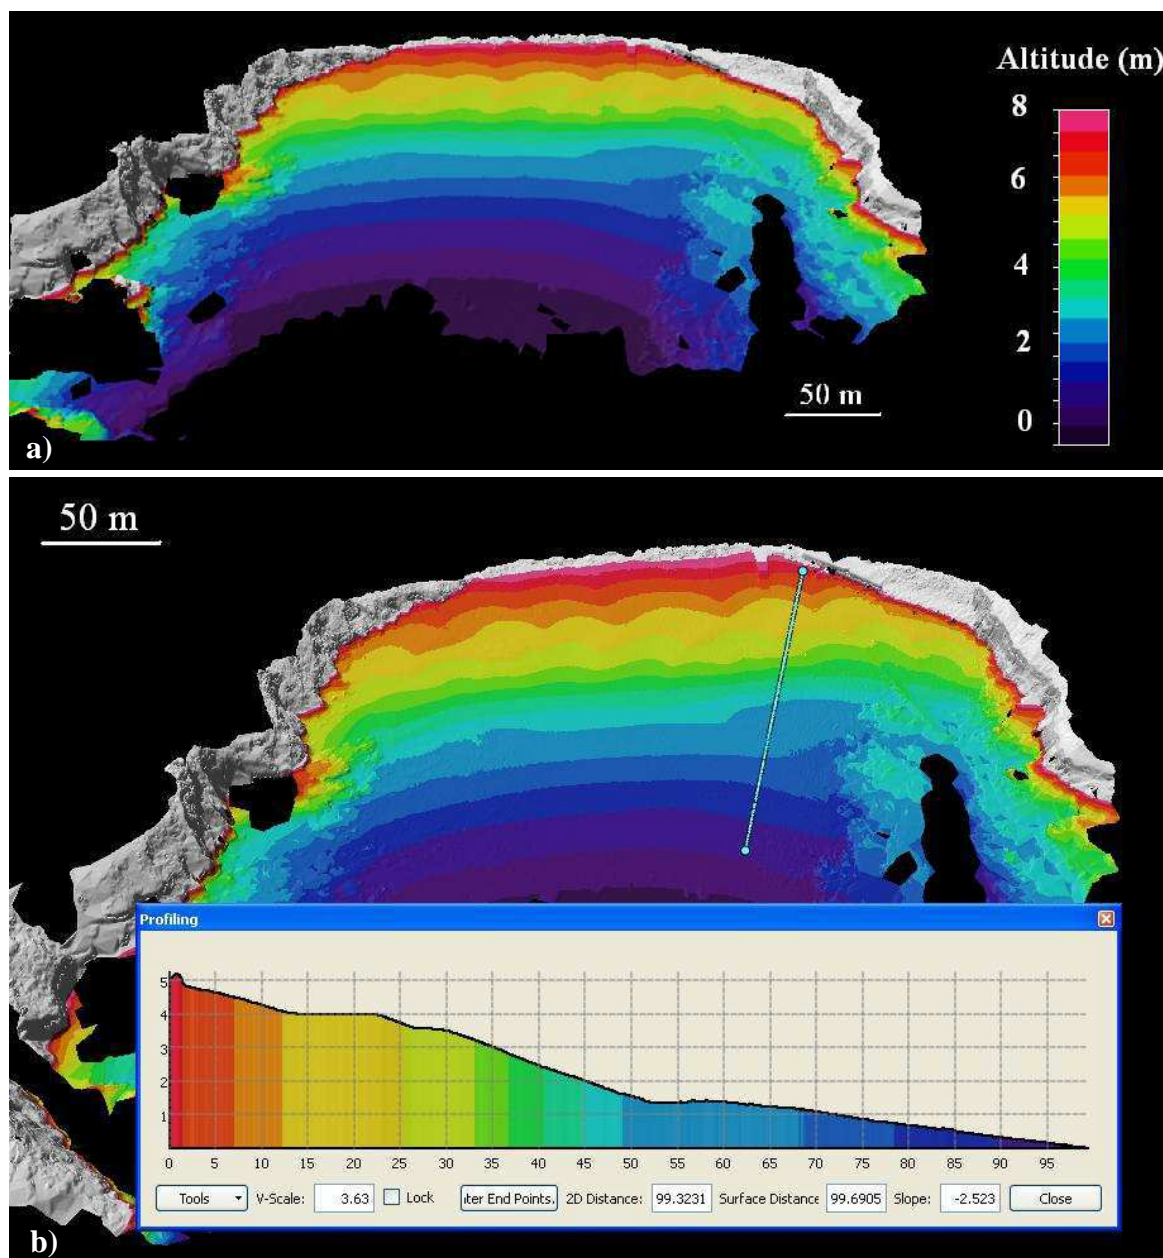 Altitude (m)
8
6
4
2
0
50 m
a)
50 m
Profiling
5
4
3
2
1
0 5 10 15 20 25 30 35 40 45 50 55 60 65 70 75 80 85 90 95
Tools V-Scale: 3.63 Lock iter End Points. 2D Distance: 99.3231 Surface Distance 99.6905 Slope: -2.523 Close
b)